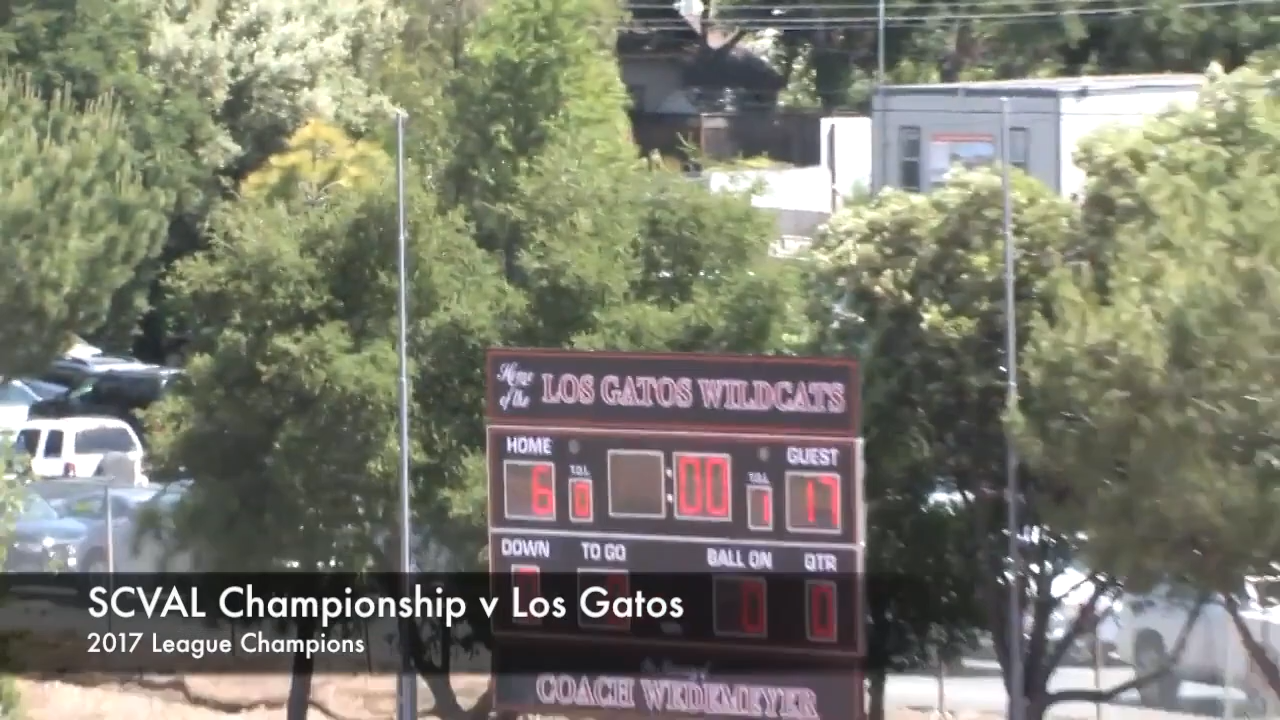 Home of the LOS GATOS WILDCATS
HOME GUEST
T.O.L T.O.L
6 0 : 00 1 17
DOWN TO GO BALL ON QTR
0 0
SCVAL Championship v Los Gatos
2017 League Champions
COACH WEDEMEYER